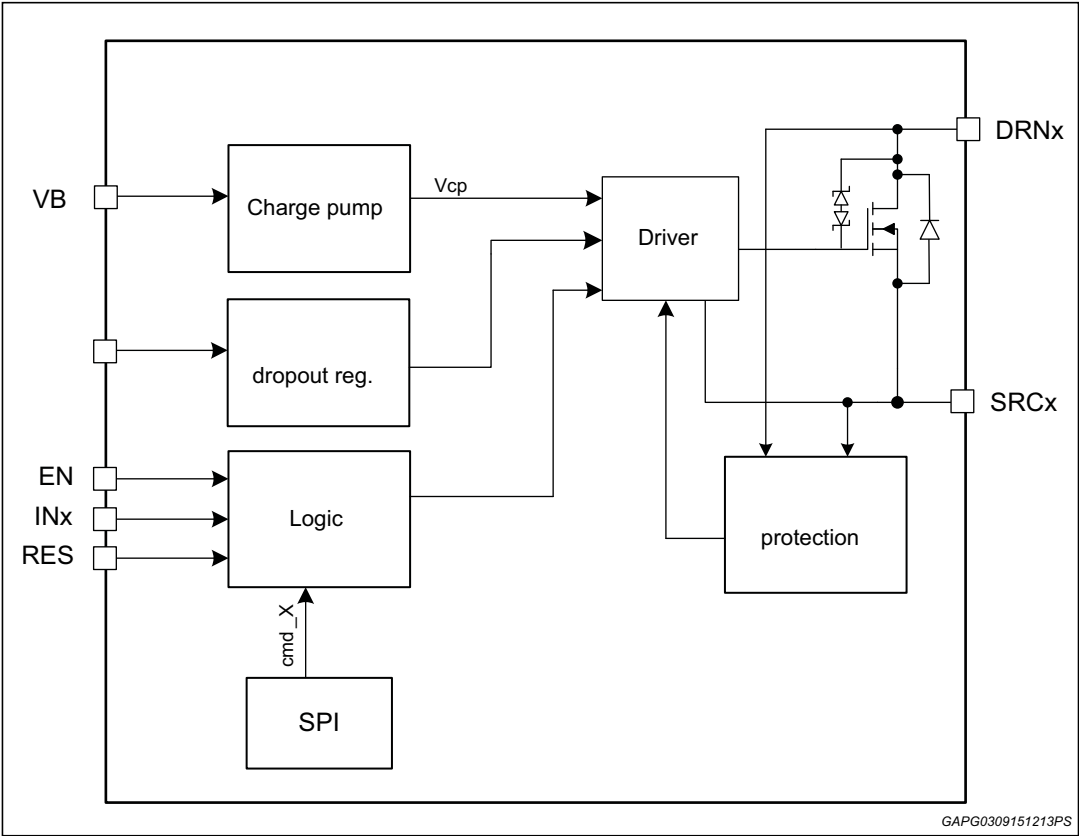 DRNx
VB
Charge pump
Vcp
Driver
dropout reg.
SRCx
EN
INx
RES
Logic
protection
cmd_X
SPI
GAPG0309151213PS